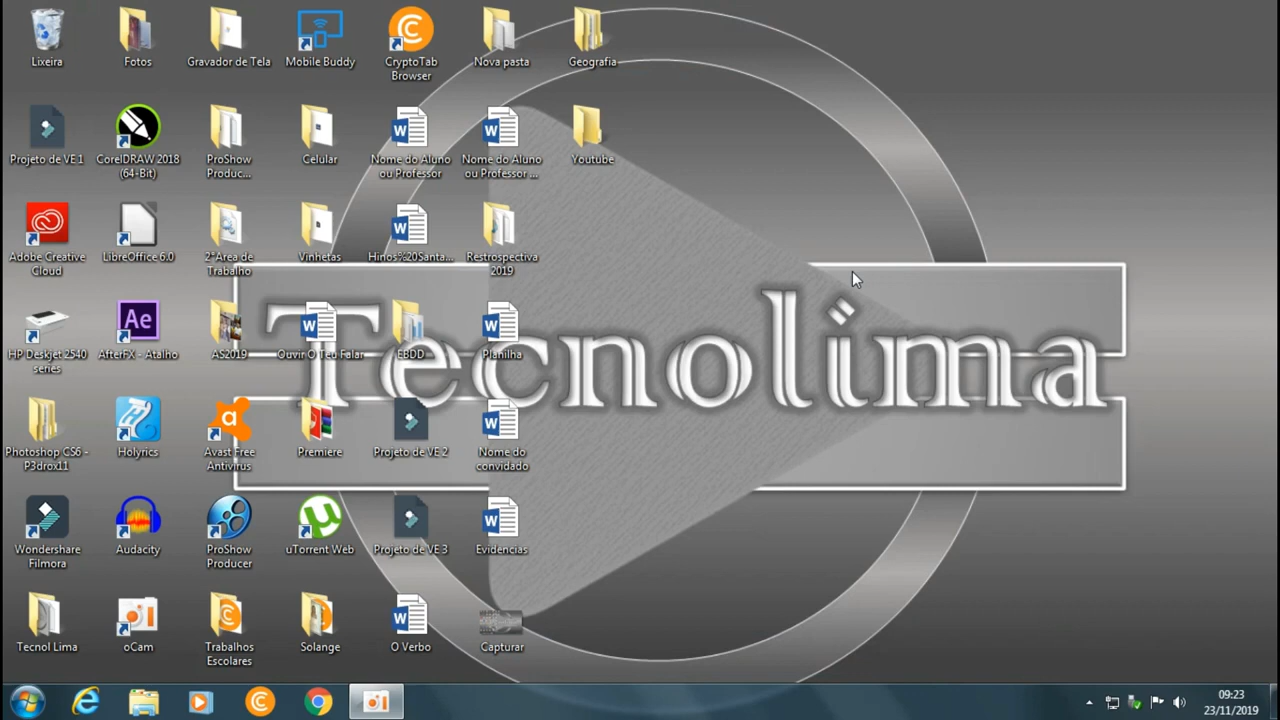 Lixeira
Fotos
Gravador de Tela
Mobile Buddy
CryptoTab
Browser
Nova pasta
Geografia
Projeto de VE 1
CorelDRAW 2018
(64-Bit)
ProShow
Produc...
Celular
Nome do Aluno
ou Professor
Nome do Aluno
ou Professor ...
Youtube
Adobe Creative
Cloud
LibreOffice 6.0
2°Area de
Trabalho
Vinhetas
Hinos%20Santa...
Retrospectiva
2019
HP Deskjet 2540
series
Ae
AfterFX - Atalho
AS2019
Ouvir O Teu Falar
EBDD
Planilha
Tecnolima
Photoshop CS6 -
P3drox11
Holyrics
Avast Free
Antivirus
Premiere
Projeto de VE 2
Nome do
convidado
Wondershare
Filmora
Audacity
ProShow
Producer
uTorrent Web
Projeto de VE 3
Evidencias
Tecnol Lima
oCam
Trabalhos
Escolares
Solange
O Verbo
Capturar
09:23
23/11/2019